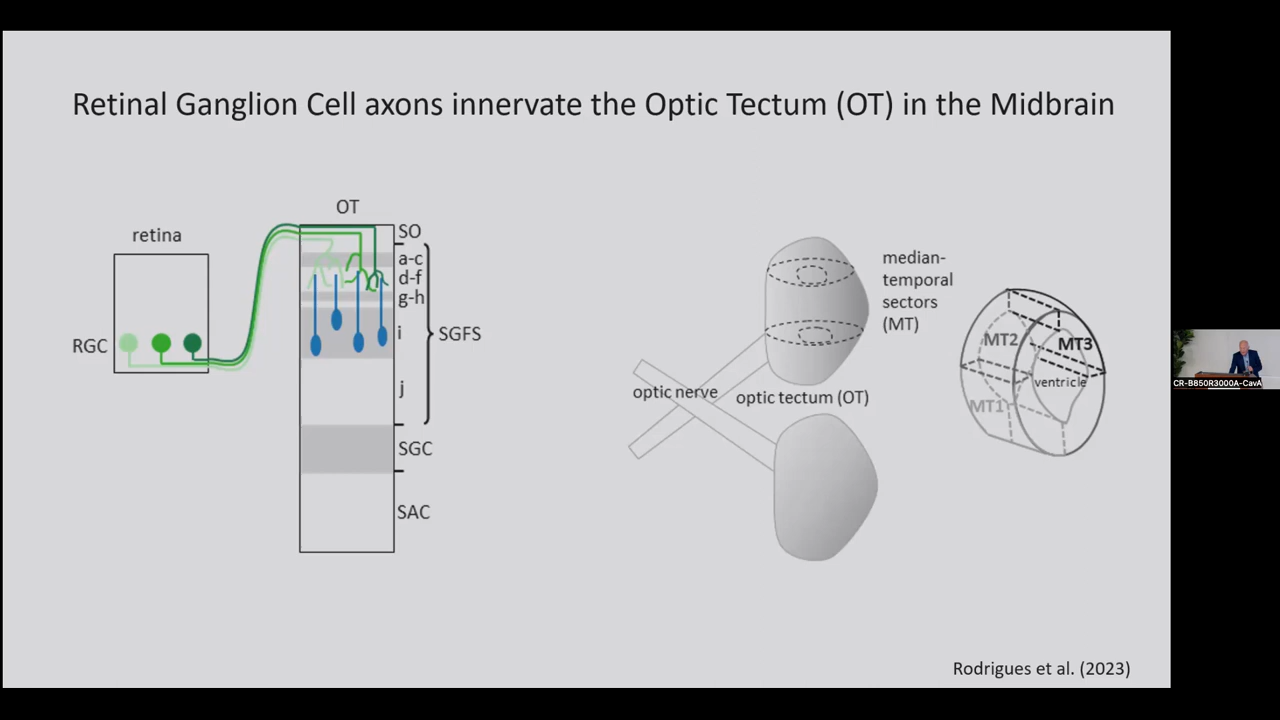 Retinal Ganglion Cell axons innervate the Optic Tectum (OT) in the Midbrain
OT
retina
RGC
SO
a-c
d-f
g-h
i
j
SGFS
SGC
SAC
optic nerve
optic tectum (OT)
median-
temporal
sectors
(MT)
MT2
MT3
ventricle
MT1
CR-B850R3000A-CavA
Rodrigues et al. (2023)